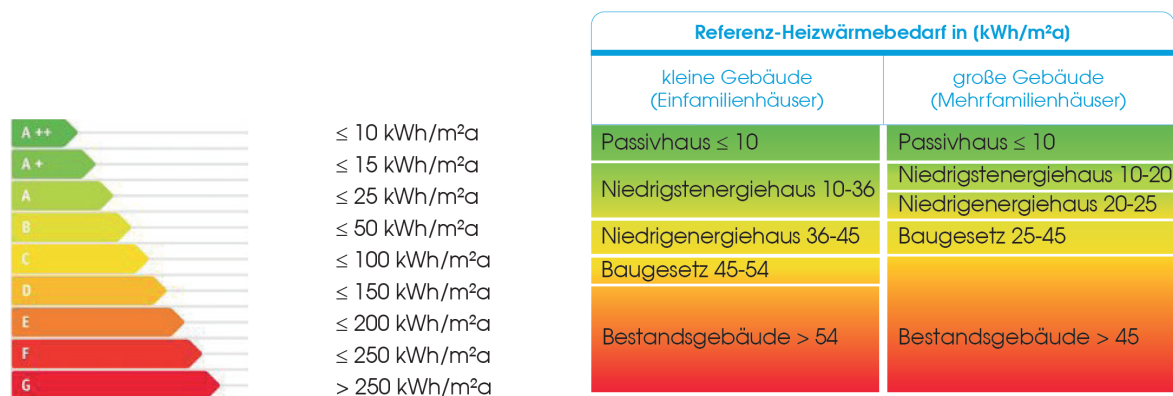 A ++ ≤ 10 kWh/m²a
A + ≤ 15 kWh/m²a
A ≤ 25 kWh/m²a
B ≤ 50 kWh/m²a
C ≤ 100 kWh/m²a
D ≤ 150 kWh/m²a
E ≤ 200 kWh/m²a
F ≤ 250 kWh/m²a
G > 250 kWh/m²a
Referenz-Heizwärmebedarf in (kWh/m²a)
kleine Gebäude
(Einfamilienhäuser)
große Gebäude
(Mehrfamilienhäuser)
Passivhaus ≤ 10
Niedrigstenergiehaus 10-36
Niedrigenergiehaus 36-45
Baugesetz 45-54
Bestandsgebäude > 54
Passivhaus ≤ 10
Niedrigstenergiehaus 10-20
Niedrigenergiehaus 20-25
Baugesetz 25-45
Bestandsgebäude > 45